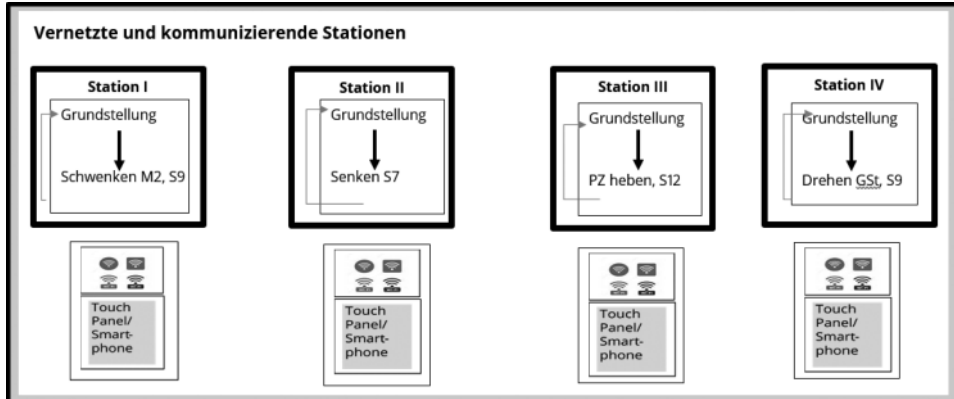 Vernetzte und kommunizierende Stationen
Station I
Grundstellung
Schwenken M2, S9
Station II
Grundstellung
Senken S7
Station III
Grundstellung
PZ heben, S12
Station IV
Grundstellung
Drehen GSt, S9
Touch
Panel/
Smart-
phone
Touch
Panel/
Smart-
phone
Touch
Panel/
Smart-
phone
Touch
Panel/
Smart-
phone